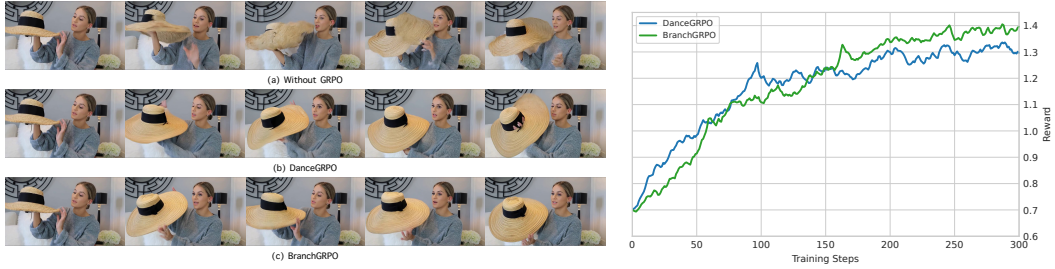 (a) Without GRPO
(b) DanceGRPO
(c) BranchGRPO
DanceGRPO
BranchGRPO
1.4
1.3
1.2
1.1
1.0
0.9
0.8
0.7
0.6
Reward
0 50 100 150 200 250 300
Training Steps